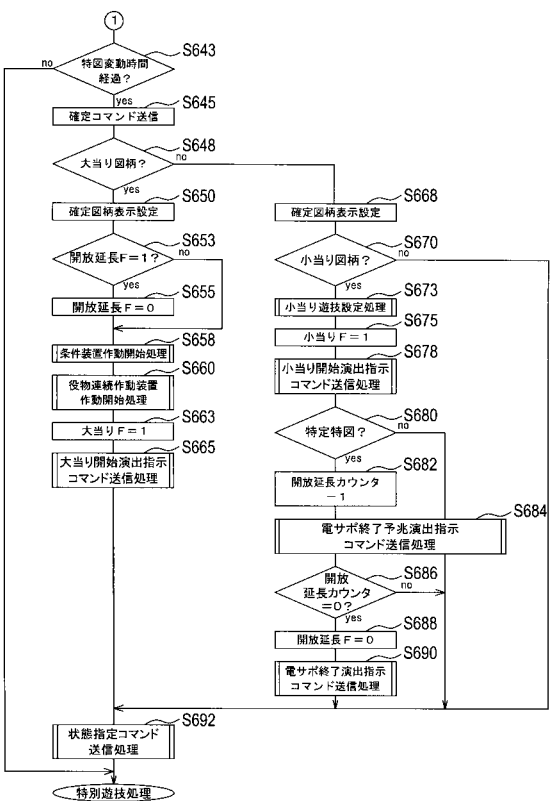 1
S643
特図変動時間
経過?
no
yes
S645
確定コマンド送信
S648
大当り図柄?
no
yes
S650
確定図柄表示設定
S653
開放延長F=1?
no
yes
S655
開放延長F=0
S658
条件装置作動開始処理
S660
役物連続作動装置
作動開始処理
S663
大当りF=1
S665
大当り開始演出指示
コマンド送信処理
S668
確定図柄表示設定
S670
小当り図柄?
no
yes
S673
小当り遊技設定処理
S675
小当りF=1
S678
小当り開始演出指示
コマンド送信処理
S680
特定特図?
no
yes
S682
開放延長カウンタ
-1
S684
電サポ終了予兆演出指示
コマンド送信処理
S686
開放
延長カウンタ
=0?
no
yes
S688
開放延長F=0
S690
電サポ終了演出指示
コマンド送信処理
S692
状態指定コマンド
送信処理
特別遊技処理